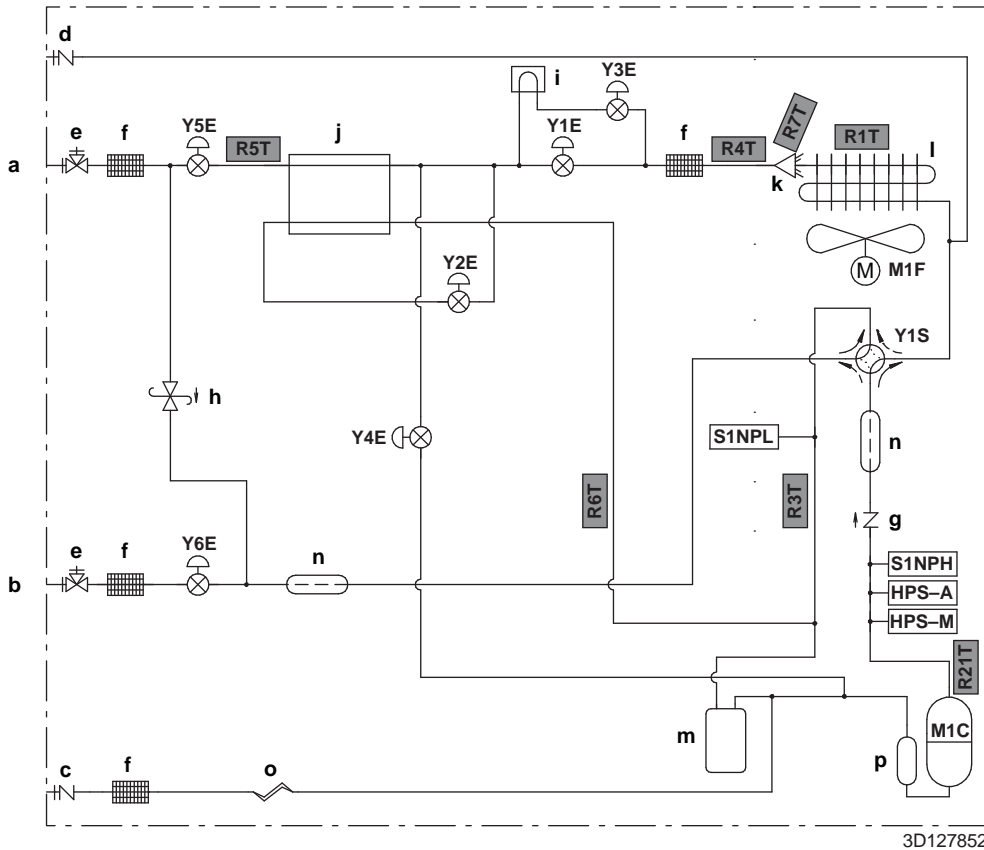 d
i
Y3E
e
f
Y5E
R5T
j
Y1E
f
R4T
R7T
R1T
l
a
k
Y2E
M
M1F
Y1S
h
Y4E
S1NPL
n
R6T
R3T
g
e
f
Y6E
n
S1NPH
b
HPS–A
HPS–M
R21T
m
M1C
p
c
f
o
3D127852